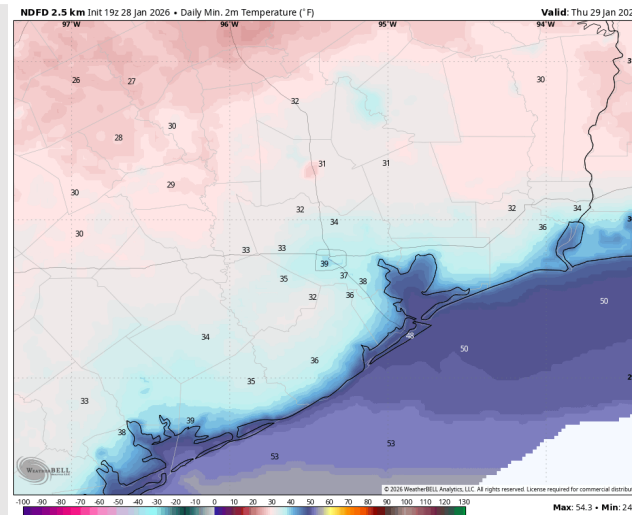 NDFD 2.5 km Init 19z 28 Jan 2026 • Daily Min. 2m Temperature (°F)
Valid: Thu 29 Jan 202
97°W 96°W 95°W 94°W
26 27 30
32
28 30
31 31
29
30
32 32 34
34 36
30
33 33
39
35 37 38
32 36
50
34 48
50
36
35
33
39
38
53
53
WEATHERBELL
© 2026 WeatherBELL Analytics, LLC. All rights reserved. License required for commercial distribut
-100 -90 -80 -70 -60 -50 -40 -30 -20 -10 0 10 20 30 40 50 60 70 80 90 100 110 120 130
Max: 54.3 • Min: 24